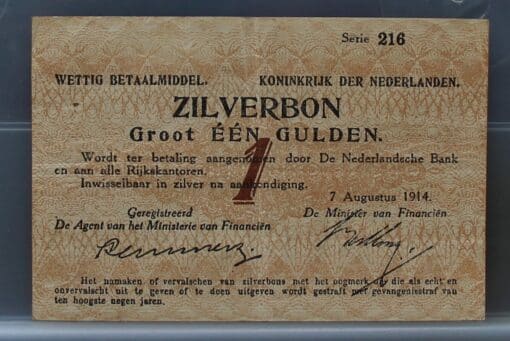 Serie 216
WETTIG BETAALMIDDEL. KONINKRIJK DER NEDERLANDEN.
ZILVERBON
Groot ÉÉN GULDEN.
1
Wordt ter betaling aangenomen door De Nederlandsche Bank
en aan alle Rijkskantoren.
Inwisselbaar in zilver na aankondiging.
7 Augustus 1914.
Geregistreerd De Minister van Financiën
De Agent van het Ministerie van Financiën
Het namaken of vervalschen van zilverbons met het oogmerk om die als echt en
onvervalscht uit te geven of te doen uitgeven wordt gestraft met gevangenisstraf van
ten hoogste negen jaren.